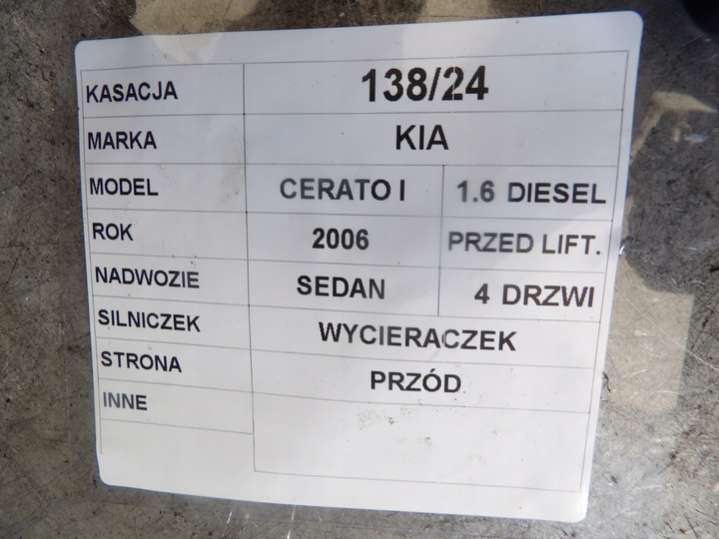 KASACJA 138/24
MARKA KIA
MODEL CERATO I 1.6 DIESEL
ROK 2006 PRZED LIFT.
NADWOZIE SEDAN 4 DRZWI
SILNICZEK WYCIERACZEK
STRONA PRZÓD
INNE